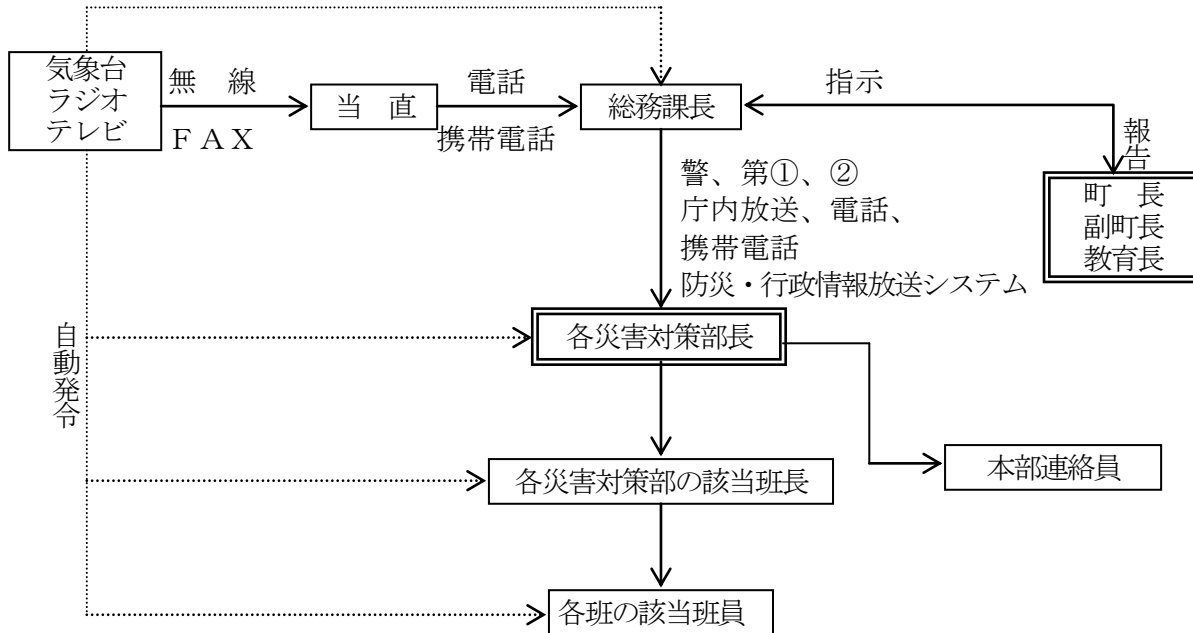 気象台
ラジオ
テレビ
無　線
ＦＡＸ
当　直
電話
携帯電話
総務課長
指示
報告
町　長
副町長
教育長
警、第①、②
庁内放送、電話、
携帯電話
防災・行政情報放送システム
自動発令
各災害対策部長
各災害対策部の該当班長
本部連絡員
各班の該当班員